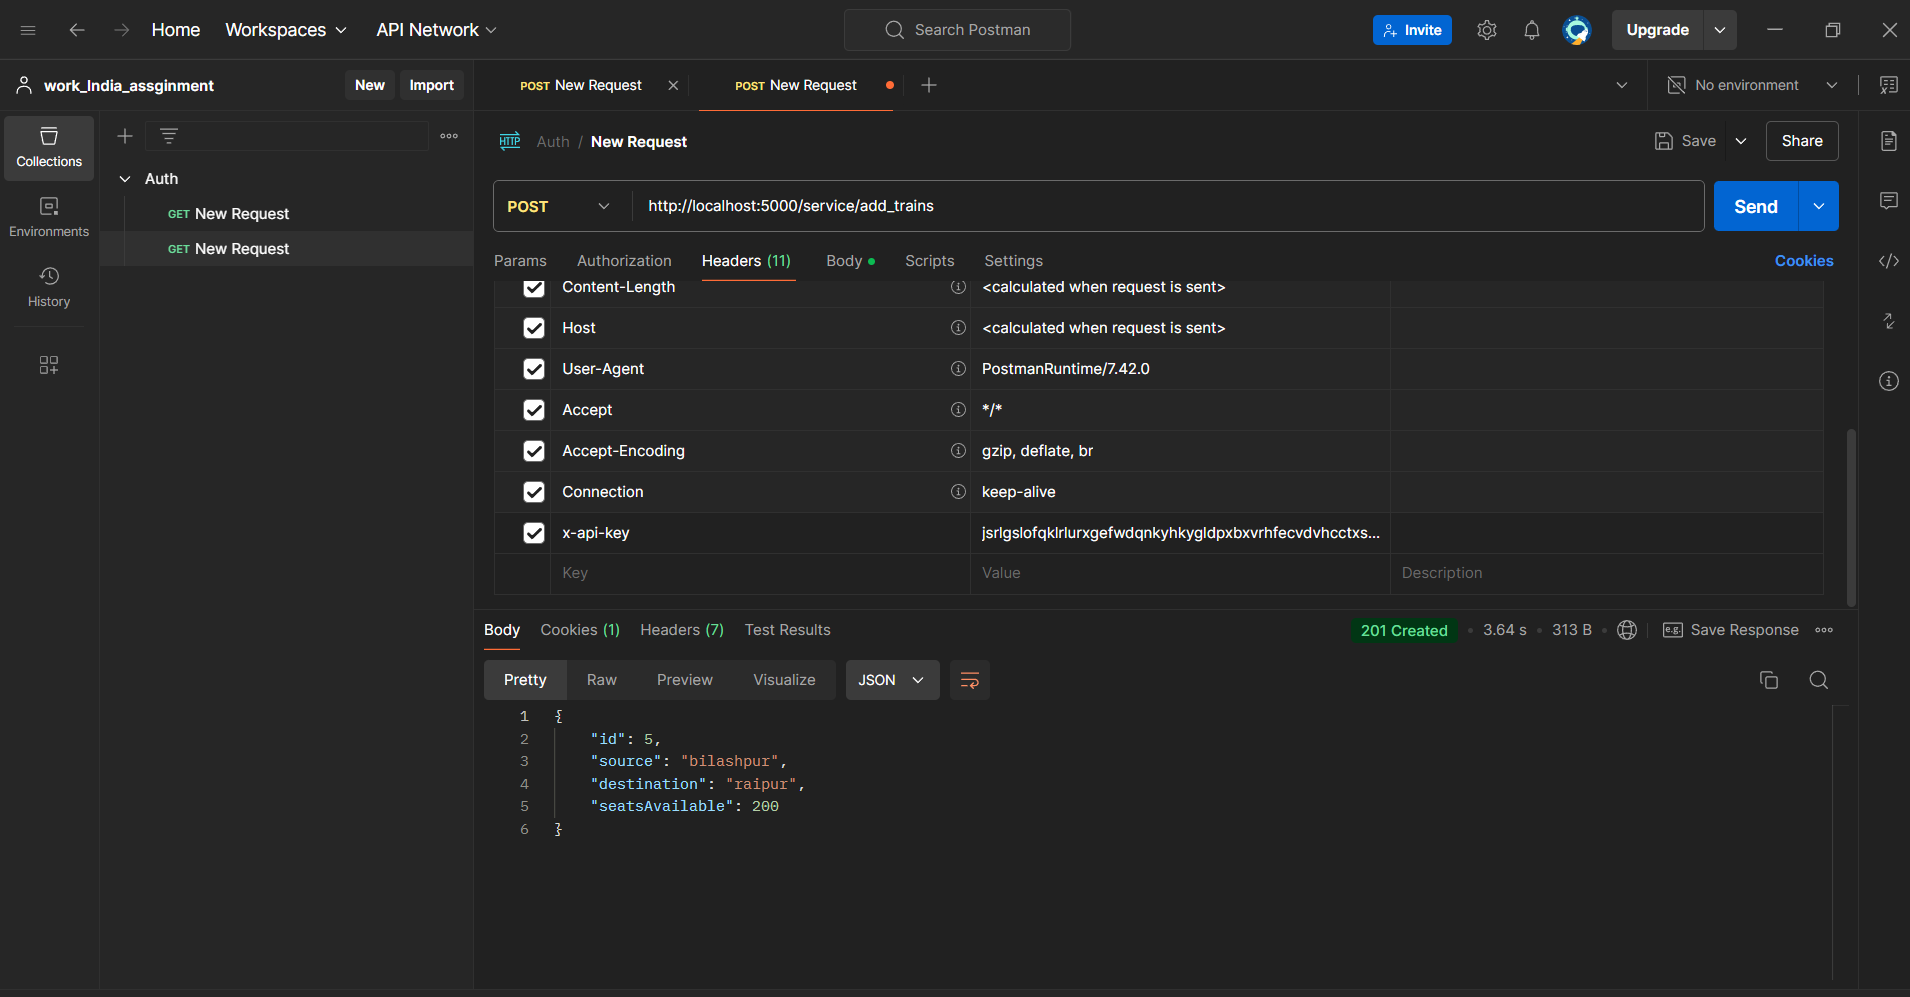 Home Workspaces API Network Search Postman Invite Upgrade
work_India_assginment New Import POST New Request POST New Request No environment
Collections
Environments
History
Auth
GET New Request
GET New Request
HTTP Auth / New Request Save Share
POST http://localhost:5000/service/add_trains Send
Params Authorization Headers (11) Body Scripts Settings Cookies
Content-Length <calculated when request is sent>
Host <calculated when request is sent>
User-Agent PostmanRuntime/7.42.0
Accept */*
Accept-Encoding gzip, deflate, br
Connection keep-alive
x-api-key jsrlgslofqklrlurxgefwdqnkyhkygldpxbxvrhfecvdvhcctxs...
Key Value Description
Body Cookies (1) Headers (7) Test Results 201 Created 3.64 s 313 B e.g. Save Response
Pretty Raw Preview Visualize JSON
1 {
2 "id": 5,
3 "source": "bilashpur",
4 "destination": "raipur",
5 "seatsAvailable": 200
6 }